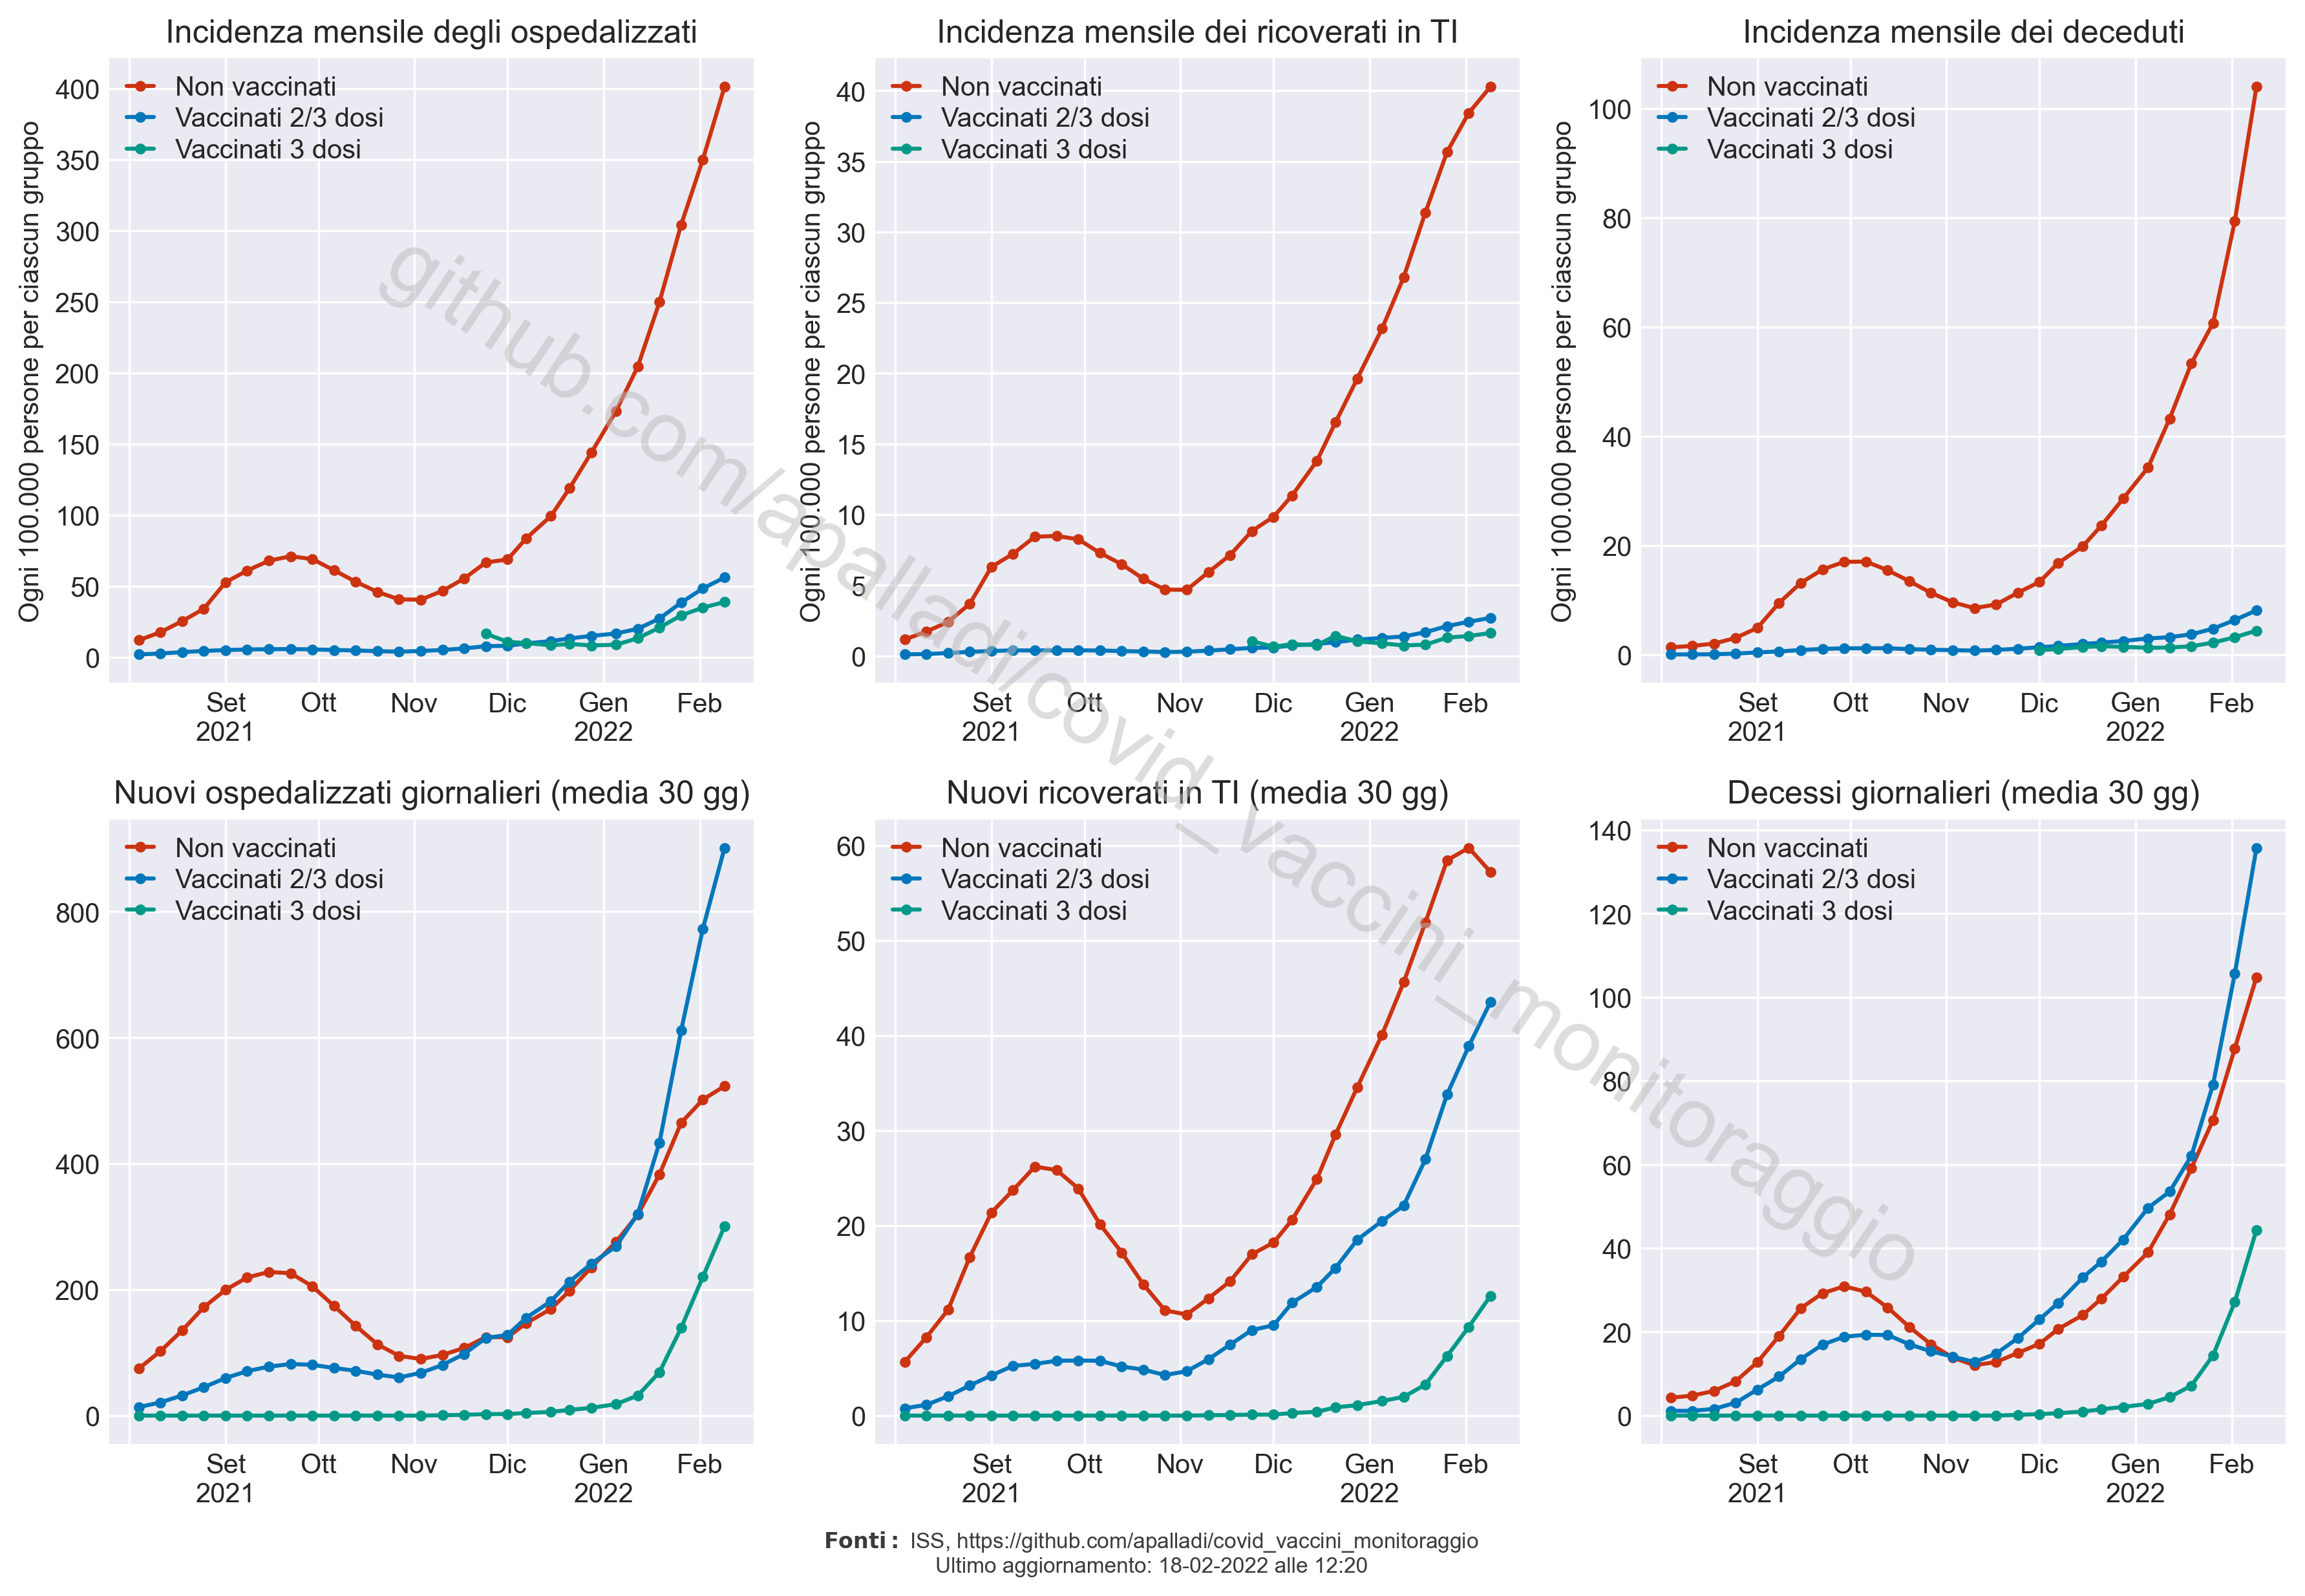 Incidenza mensile degli ospedalizzati
Ogni 100.000 persone per ciascun gruppo
400
350
300
250
200
150
100
50
0
Non vaccinati
Vaccinati 2/3 dosi
Vaccinati 3 dosi
Set
2021
Ott
Nov
Dic
Gen
2022
Feb
Incidenza mensile dei ricoverati in TI
Ogni 100.000 persone per ciascun gruppo
40
35
30
25
20
15
10
5
0
Non vaccinati
Vaccinati 2/3 dosi
Vaccinati 3 dosi
Set
2021
Ott
Nov
Dic
Gen
2022
Feb
Incidenza mensile dei deceduti
Ogni 100.000 persone per ciascun gruppo
100
80
60
40
20
0
Non vaccinati
Vaccinati 2/3 dosi
Vaccinati 3 dosi
Set
2021
Ott
Nov
Dic
Gen
2022
Feb
Nuovi ospedalizzati giornalieri (media 30 gg)
800
600
400
200
0
Non vaccinati
Vaccinati 2/3 dosi
Vaccinati 3 dosi
Set
2021
Ott
Nov
Dic
Gen
2022
Feb
Nuovi ricoverati in TI (media 30 gg)
60
50
40
30
20
10
0
Non vaccinati
Vaccinati 2/3 dosi
Vaccinati 3 dosi
Set
2021
Ott
Nov
Dic
Gen
2022
Feb
Decessi giornalieri (media 30 gg)
140
120
100
80
60
40
20
0
Non vaccinati
Vaccinati 2/3 dosi
Vaccinati 3 dosi
Set
2021
Ott
Nov
Dic
Gen
2022
Feb
github.com/apalladi/covid_vaccini_monitoraggio
Fonti: ISS, https://github.com/apalladi/covid_vaccini_monitoraggio
Ultimo aggiornamento: 18-02-2022 alle 12:20